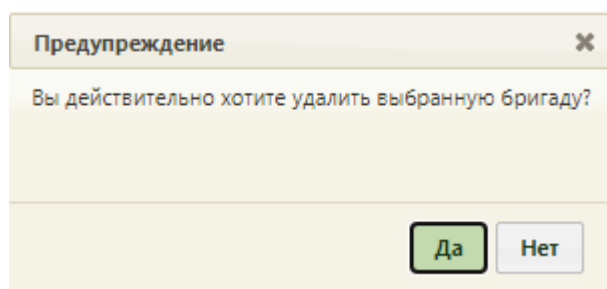 Предупреждение
Вы действительно хотите удалить выбранную бригаду?
Да Нет